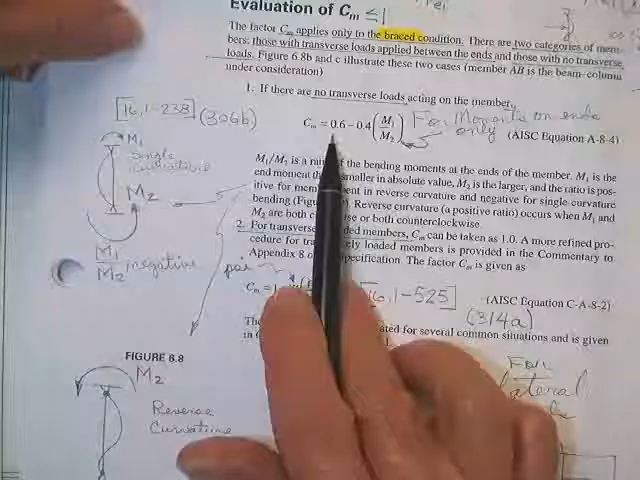 Evaluation of Cm ≤1
The factor Cm applies only to the braced condition. There are two categories of mem-
bers: those with transverse loads applied between the ends and those with no transverse
loads. Figure 6.8b and c illustrate these two cases (member AB is the beam–column
under consideration)
1. If there are no transverse loads acting on the member,
[16.1-238] (306b)
Cm = 0.6 − 0.4 (M1/M2)
For Moments on ends
only
(AISC Equation A-8-4)
M1
single
curvature
M2
M1/M2 negative
M1/M2 is a ratio of the bending moments at the ends of the member. M1 is the
end moment smaller in absolute value, M2 is the larger, and the ratio is pos-
itive for bent in reverse curvature and negative for single curvature
bending Reverse curvature (a positive ratio) occurs when M1 and
M2 are both or both counterclockwise.
2. For transversely loaded members, Cm can be taken as 1.0. A more refined pro-
cedure for loaded members is provided in the Commentary to
Appendix 8 specification. The factor Cm is given as
Cm = 1
[16.1-525]
(AISC Equation C-A-8-2)
(314a)
for several common situations and is given
FIGURE 6.8
M2
Reverse
Curvature
lateral